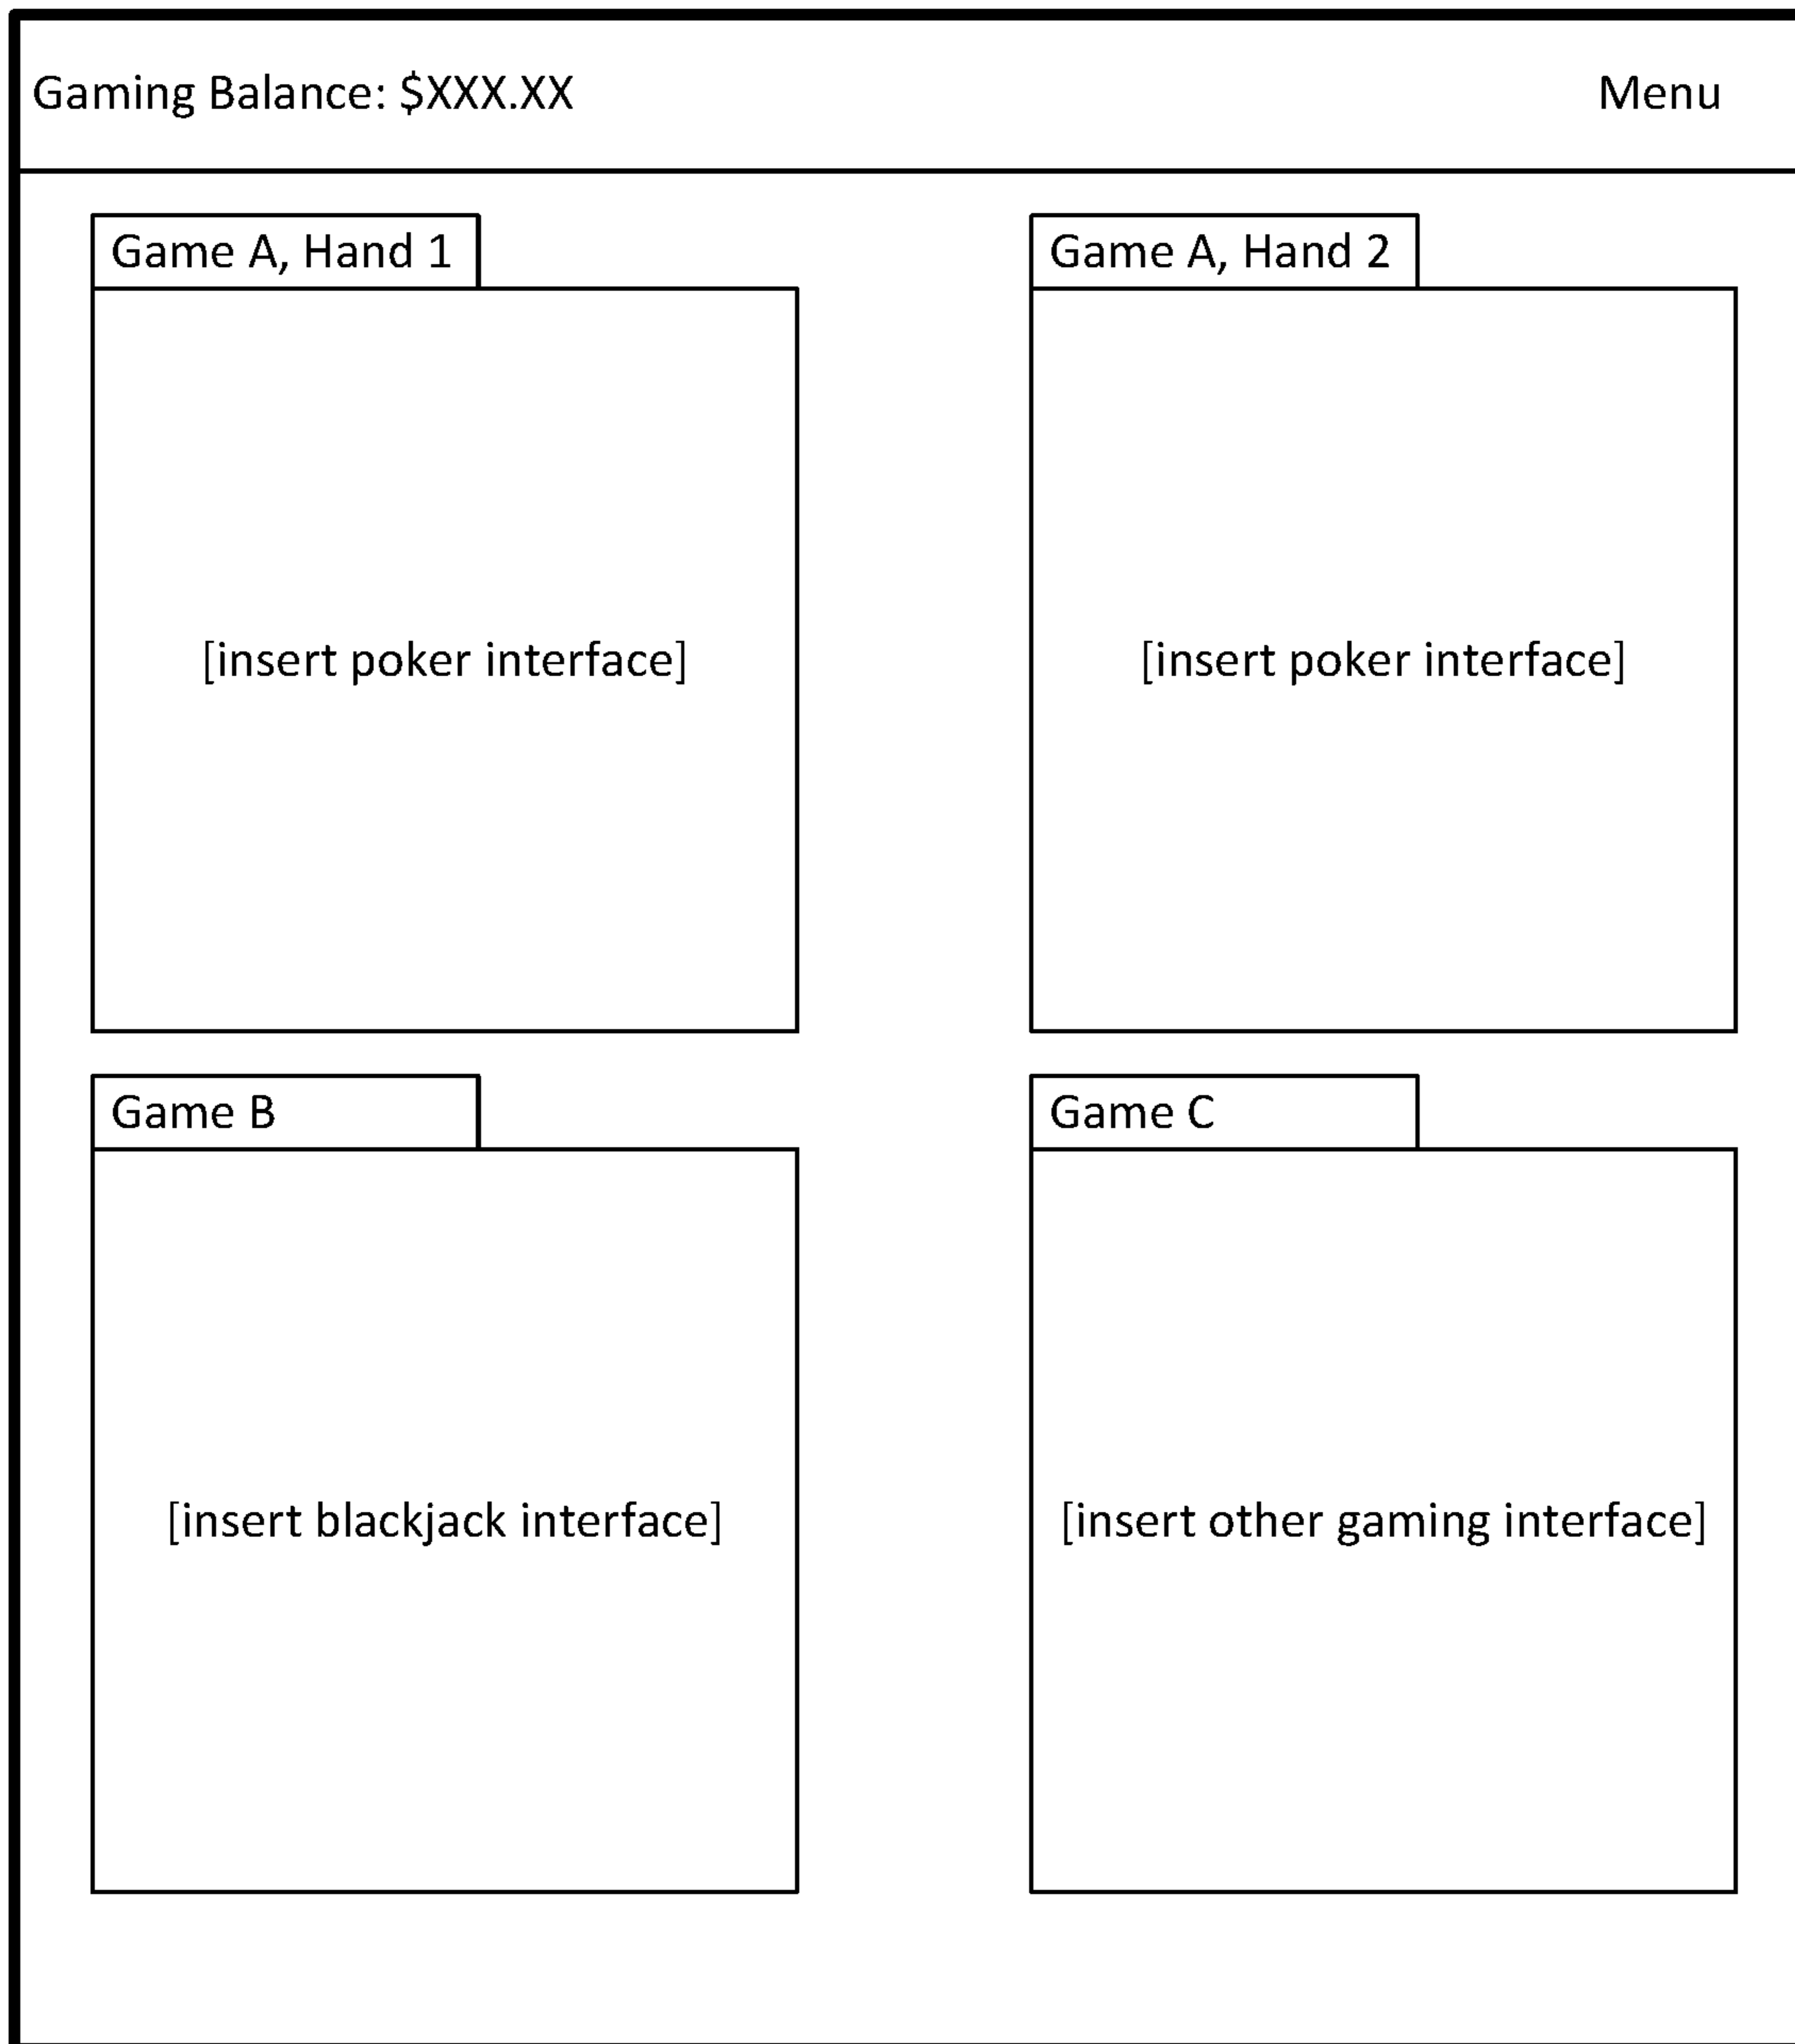 Gaming Balance: $XXX.XX
Menu
Game A, Hand 1
Game A, Hand 2
[insert poker interface]
[insert poker interface]
Game B
Game C
[insert blackjack interface]
[insert other gaming interface]